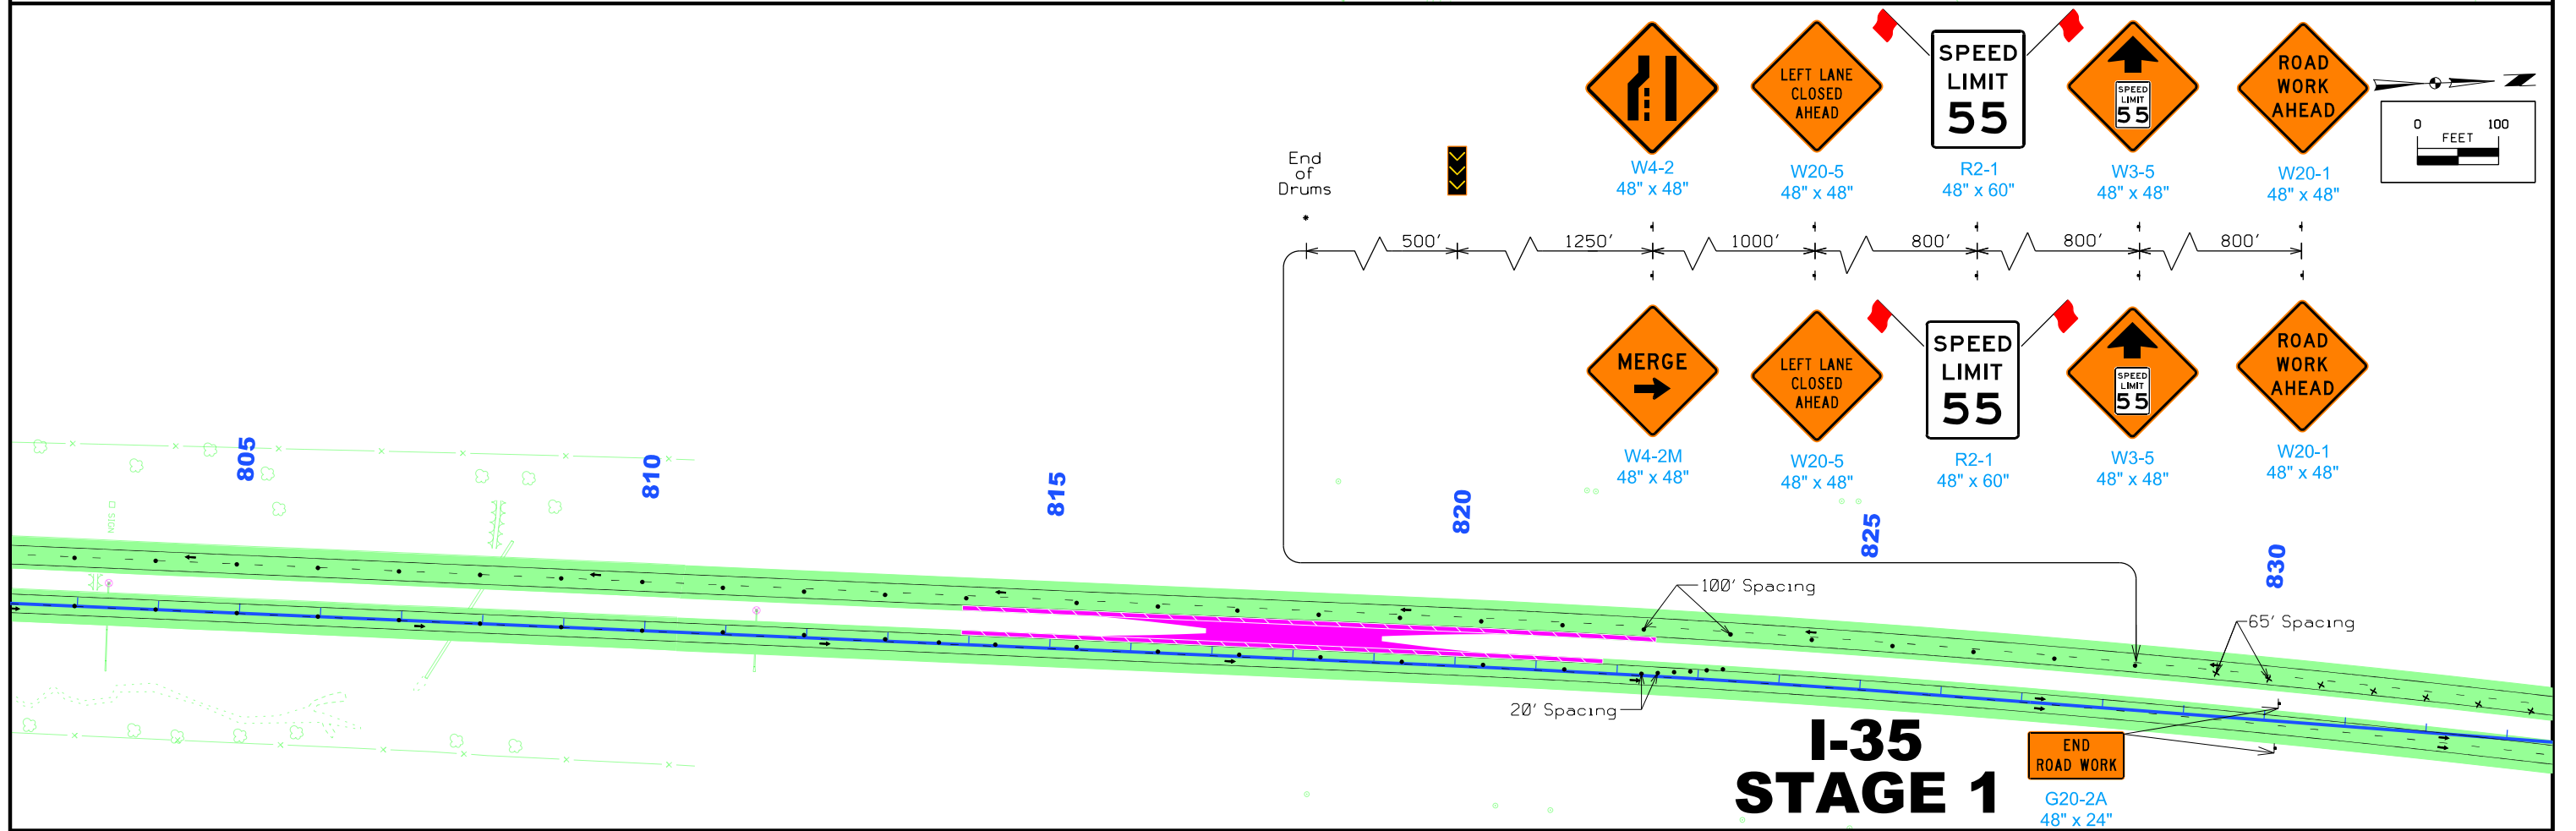 SPEED
LIMIT
55
LEFT LANE
CLOSED
AHEAD
SPEED
LIMIT
55
ROAD
WORK
AHEAD
0 100
FEET
End
of
Drums
W4-2
48" x 48"
W20-5
48" x 48"
R2-1
48" x 60"
W3-5
48" x 48"
W20-1
48" x 48"
500' 1250' 1000' 800' 800' 800'
MERGE
LEFT LANE
CLOSED
AHEAD
SPEED
LIMIT
55
SPEED
LIMIT
55
ROAD
WORK
AHEAD
W4-2M
48" x 48"
W20-5
48" x 48"
R2-1
48" x 60"
W3-5
48" x 48"
W20-1
48" x 48"
805 810 815 820 825 830
SIGN
100' Spacing
65' Spacing
20' Spacing
I-35
STAGE 1
END
ROAD WORK
G20-2A
48" x 24"